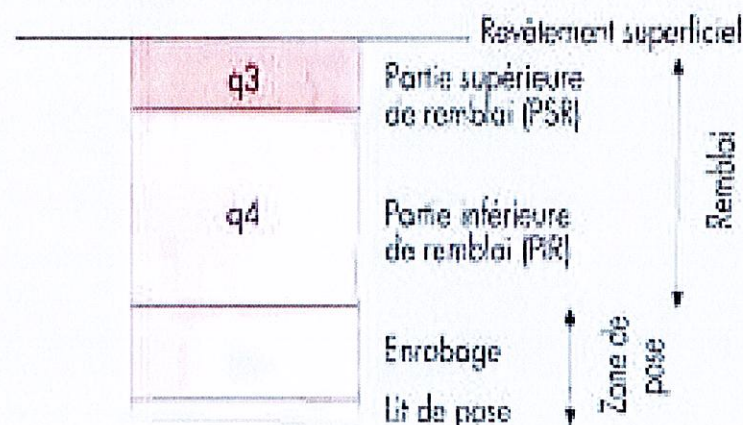 Revêtement superficiel
q3
Partie supérieure
de remblai (PSR)
q4
Partie inférieure
de remblai (PIR)
Remblai
Enrobage
Lit de pose
Zone de
pose